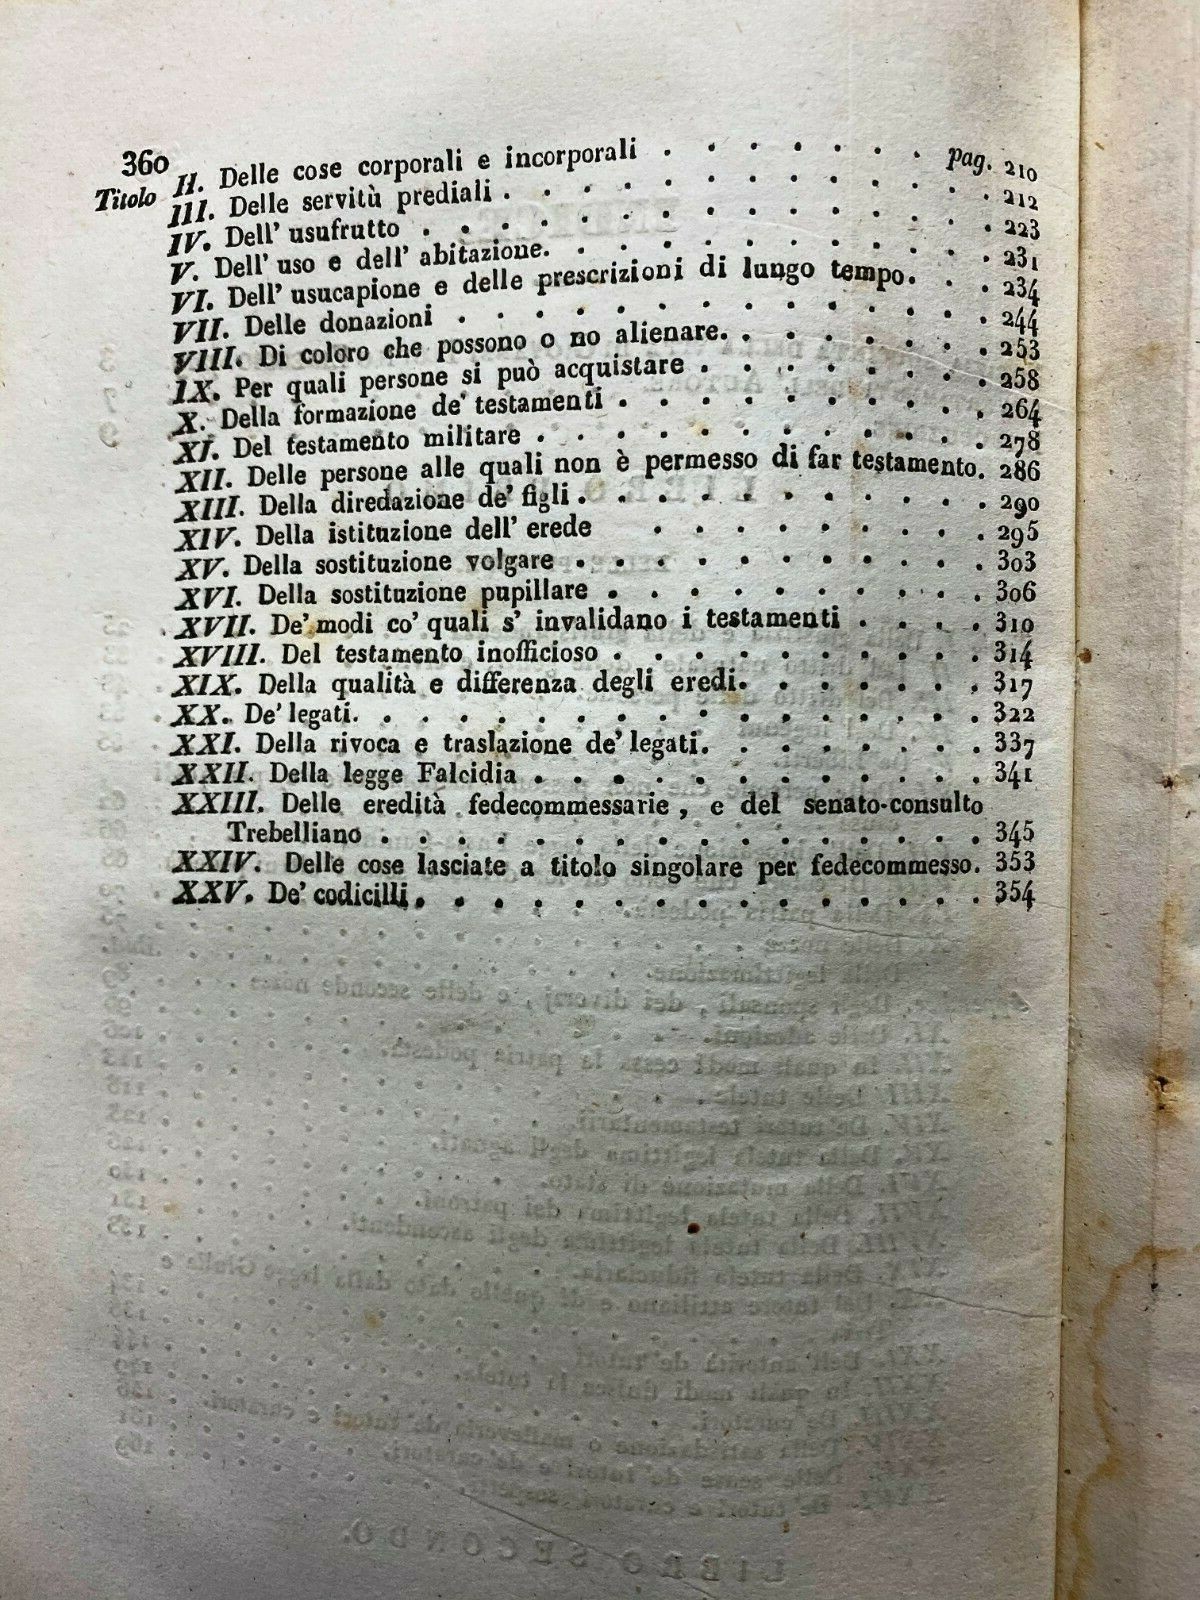 360
Titolo II. Delle cose corporali e incorporali . . . . . . . pag. 210
III. Delle servitù prediali . . . . . . . . . . . 212
IV. Dell' usufrutto . . . . . . . . . . . . . 223
V. Dell' uso e dell' abitazione. . . . . . . . . . 231
VI. Dell' usucapione e delle prescrizioni di lungo tempo. . . 234
VII. Delle donazioni . . . . . . . . . . . . 244
VIII. Di coloro che possono o no alienare. . . . . . . 253
IX. Per quali persone si può acquistare . . . . . . . 258
X. Della formazione de' testamenti . . . . . . . . 264
XI. Del testamento militare . . . . . . . . . . . 278
XII. Delle persone alle quali non è permesso di far testamento. 286
XIII. Della diredazione de' figli . . . . . . . . . . 290
XIV. Della istituzione dell' erede . . . . . . . . 295
XV. Della sostituzione volgare . . . . . . . . . . 303
XVI. Della sostituzione pupillare . . . . . . . . . 306
XVII. De' modi co' quali s' invalidano i testamenti . . . . 310
XVIII. Del testamento inofficioso . . . . . . . . . 314
XIX. Della qualità e differenza degli eredi. . . . . . . 317
XX. De' legati. . . . . . . . . . . . . . . . 322
XXI. Della rivoca e traslazione de' legati. . . . . . . 337
XXII. Della legge Falcidia . . . . . . . . . . . 341
XXIII. Delle eredità fedecommessarie , e del senato-consulto
Trebelliano . . . . . . . . . . . . . . . 345
XXIV. Delle cose lasciate a titolo singolare per fedecommesso. 353
XXV. De' codicilli. . . . . . . . . . . . . . 354